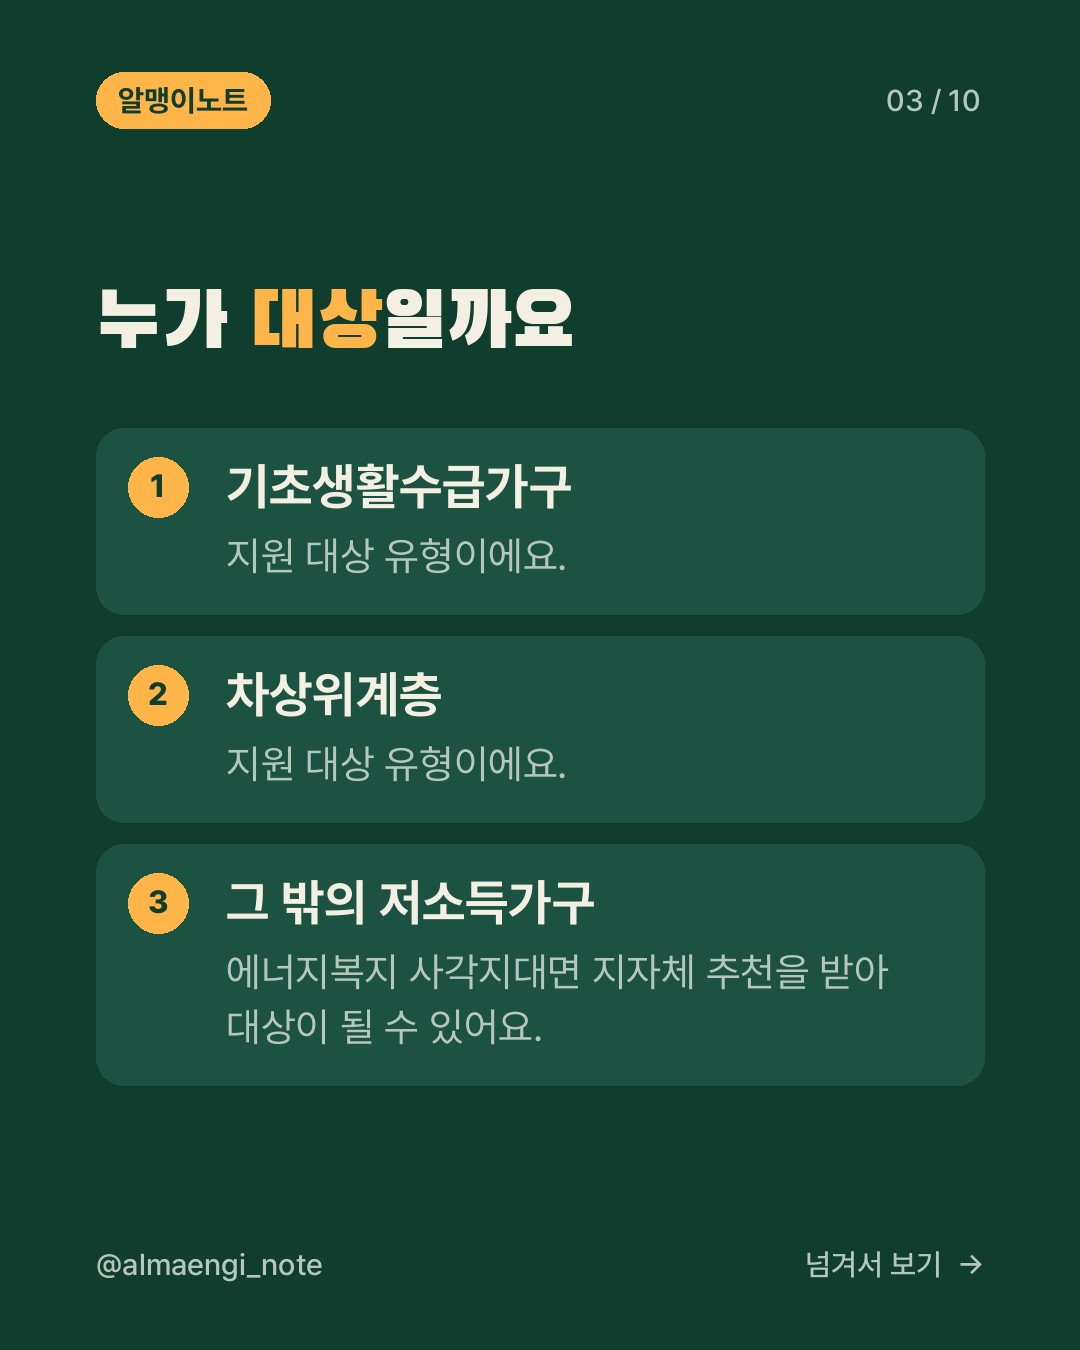 알맹이노트
03 / 10
누가 대상일까요
1
기초생활수급가구
지원 대상 유형이에요.
2
차상위계층
지원 대상 유형이에요.
3
그 밖의 저소득가구
에너지복지 사각지대면 지자체 추천을 받아
대상이 될 수 있어요.
@almaengi_note
넘겨서 보기 →